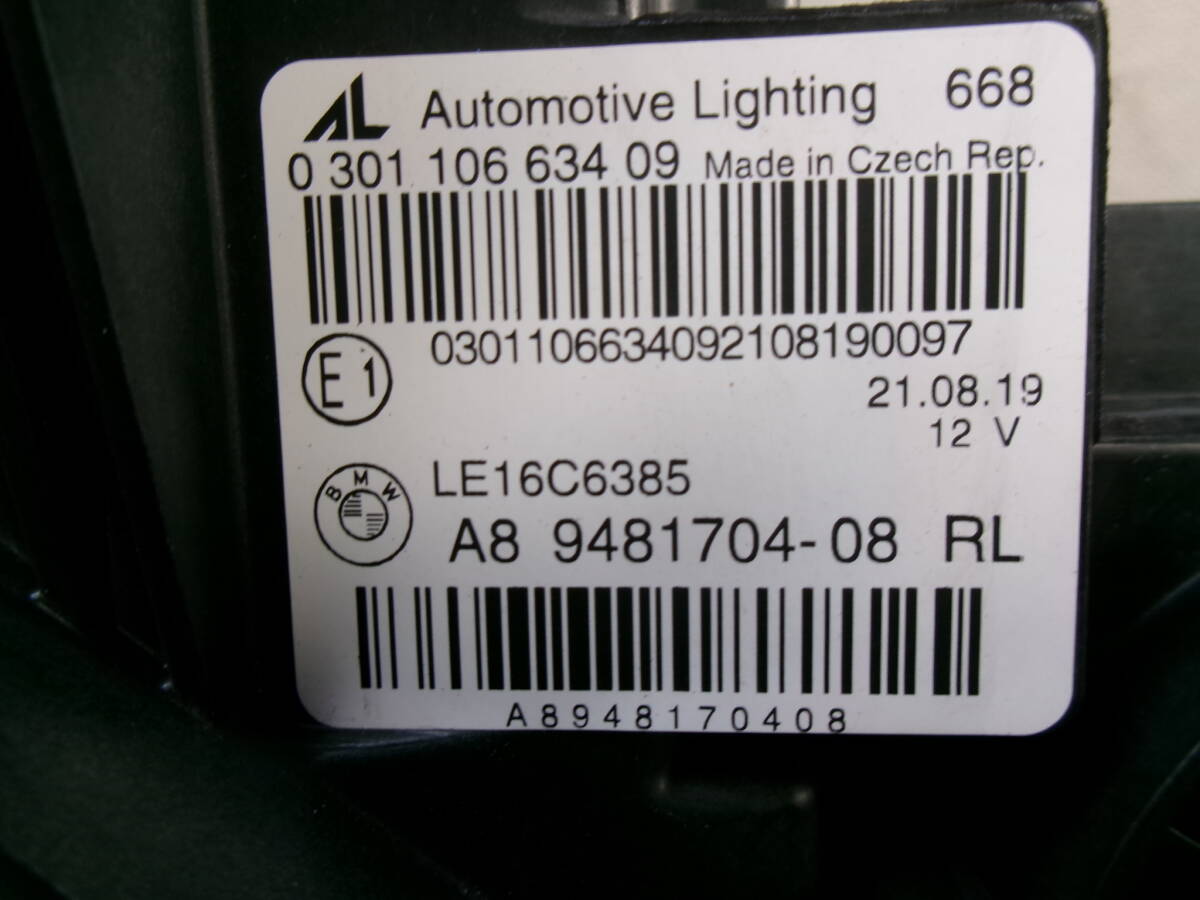 AL Automotive Lighting 668
0 301 106 634 09 Made in Czech Rep.
0301106634092108190097
E1
21.08.19
12 V
BMW
LE16C6385
A8 9481704-08 RL
A8948170408